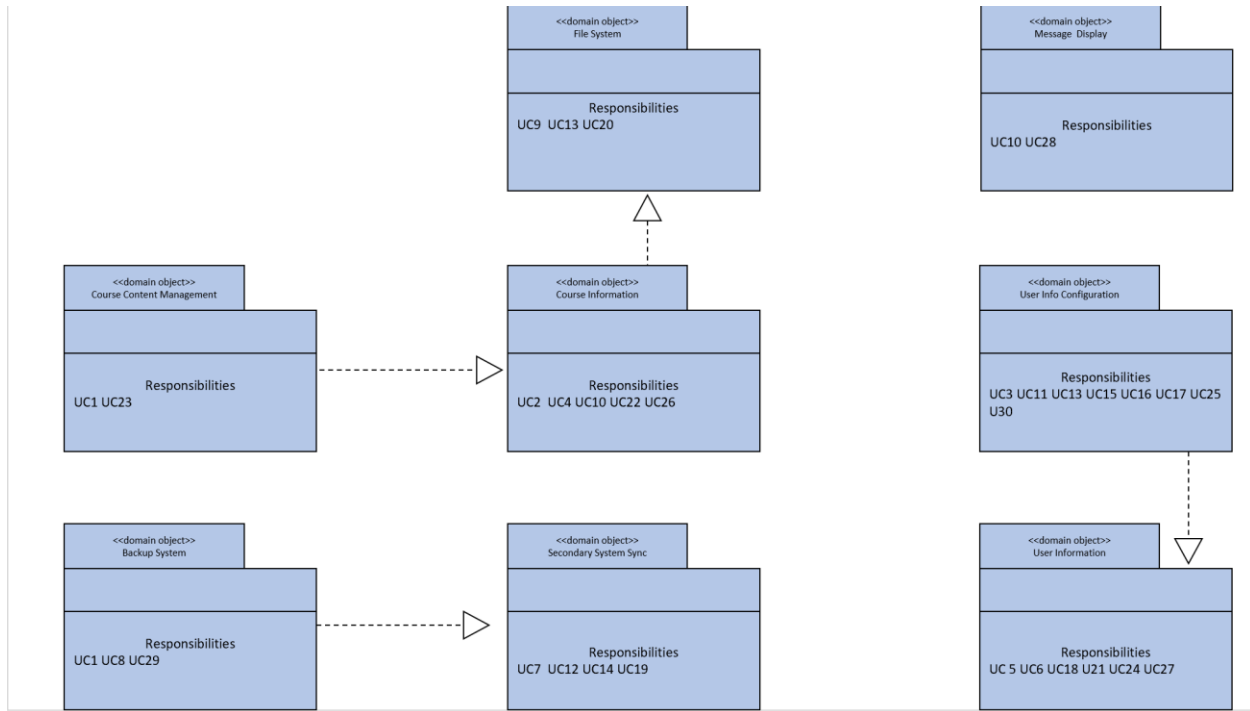 <<domain object>>
File System
Responsibilities
UC9 UC13 UC20
<<domain object>>
Message Display
Responsibilities
UC10 UC28
<<domain object>>
Course Content Management
Responsibilities
UC1 UC23
<<domain object>>
Course Information
Responsibilities
UC2 UC4 UC10 UC22 UC26
<<domain object>>
User Info Configuration
Responsibilities
UC3 UC11 UC13 UC15 UC16 UC17 UC25
U30
<<domain object>>
Backup System
Responsibilities
UC1 UC8 UC29
<<domain object>>
Secondary System Sync
Responsibilities
UC7 UC12 UC14 UC19
<<domain object>>
User Information
Responsibilities
UC 5 UC6 UC18 U21 UC24 UC27